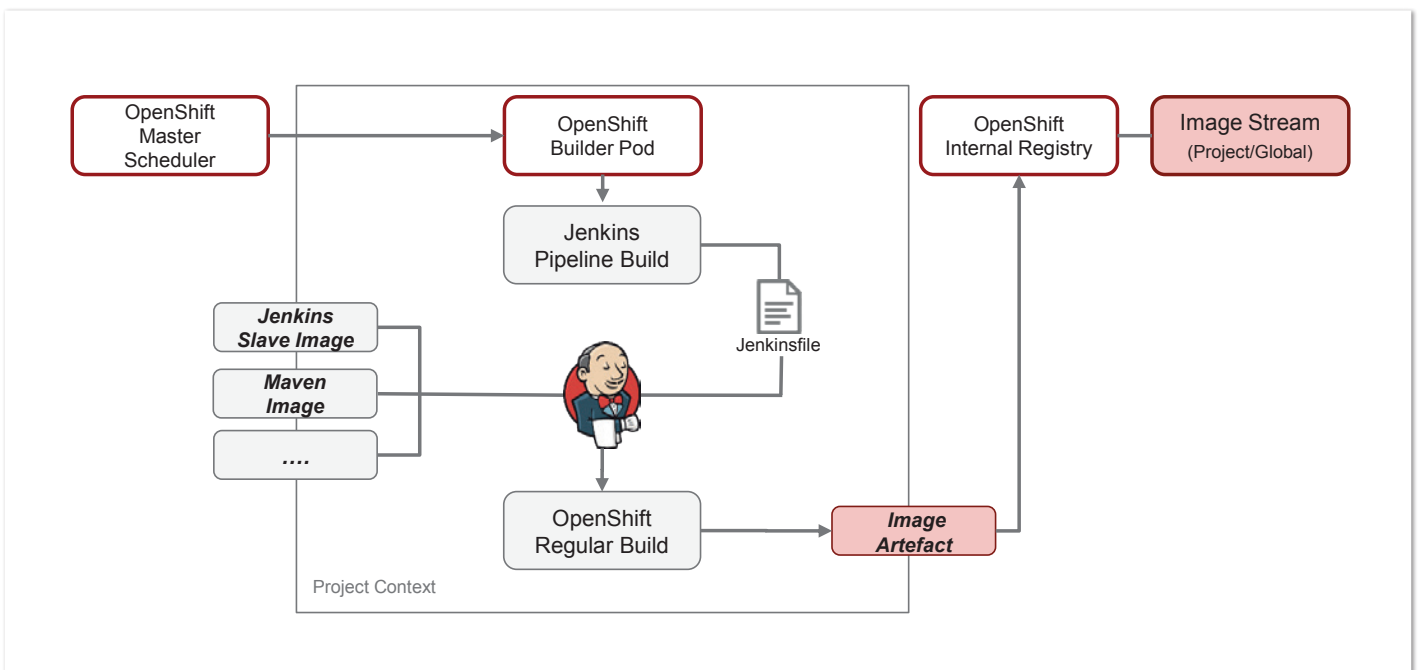 OpenShift
Master
Scheduler
OpenShift
Builder Pod
OpenShift
Internal Registry
Image Stream
(Project/Global)
Jenkins
Pipeline Build
Jenkinsfile
Jenkins
Slave Image
Maven
Image
....
OpenShift
Regular Build
Image
Artefact
Project Context